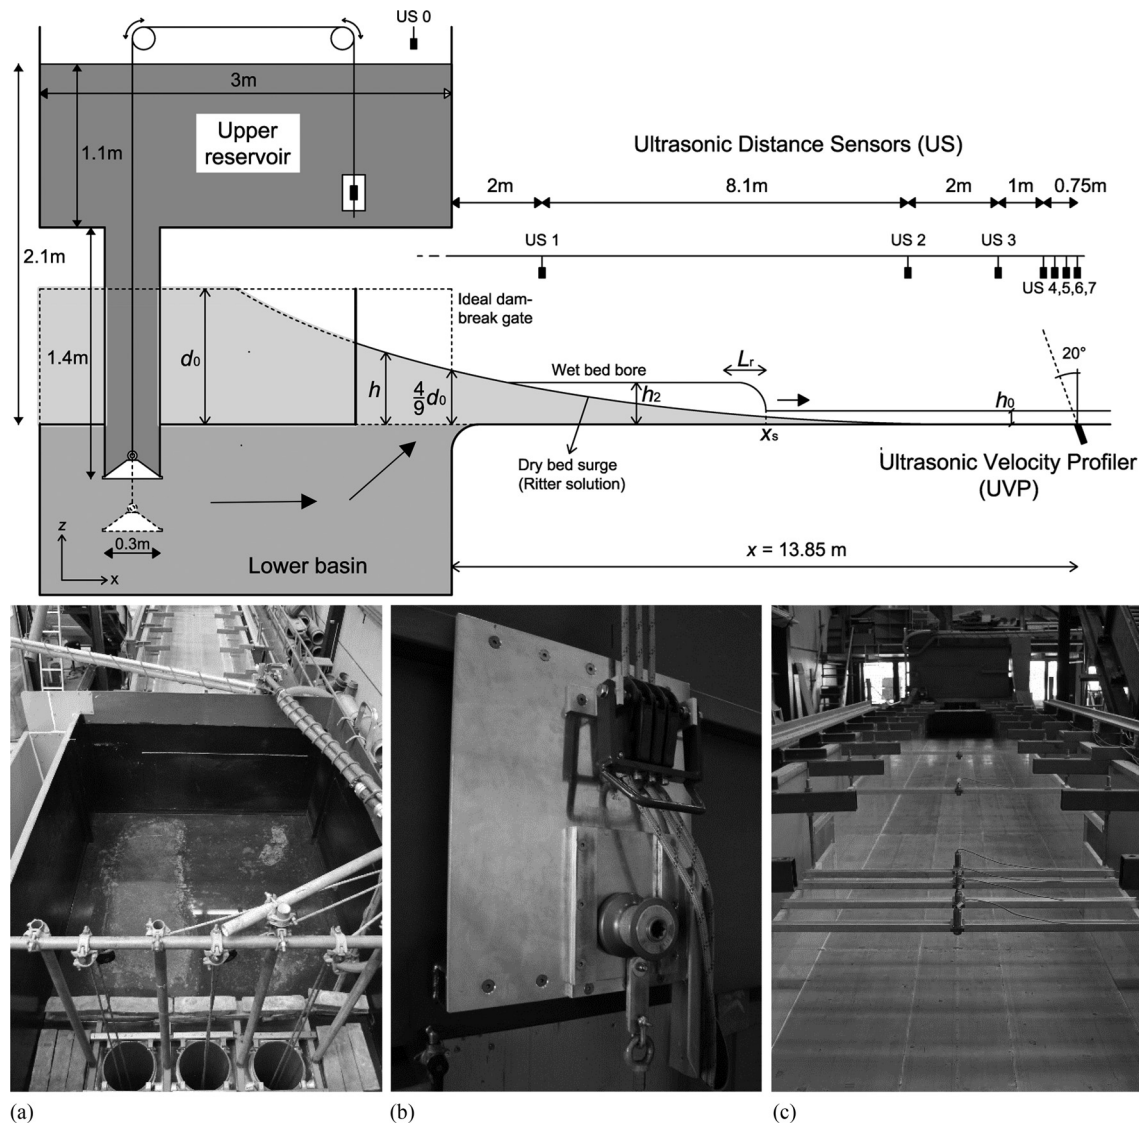 US 0
3m
Upper
reservoir
1.1m
Ultrasonic Distance Sensors (US)
2m
8.1m
2m
1m
0.75m
2.1m
US 1
US 2
US 3
US 4,5,6,7
Ideal dam-
break gate
1.4m
d0
h
4/9 d0
Wet bed bore
h2
Lr
20°
h0
xs
Dry bed surge
(Ritter solution)
Ultrasonic Velocity Profiler
(UVP)
z
x
0.3m
Lower basin
x = 13.85 m
(a)
(b)
(c)